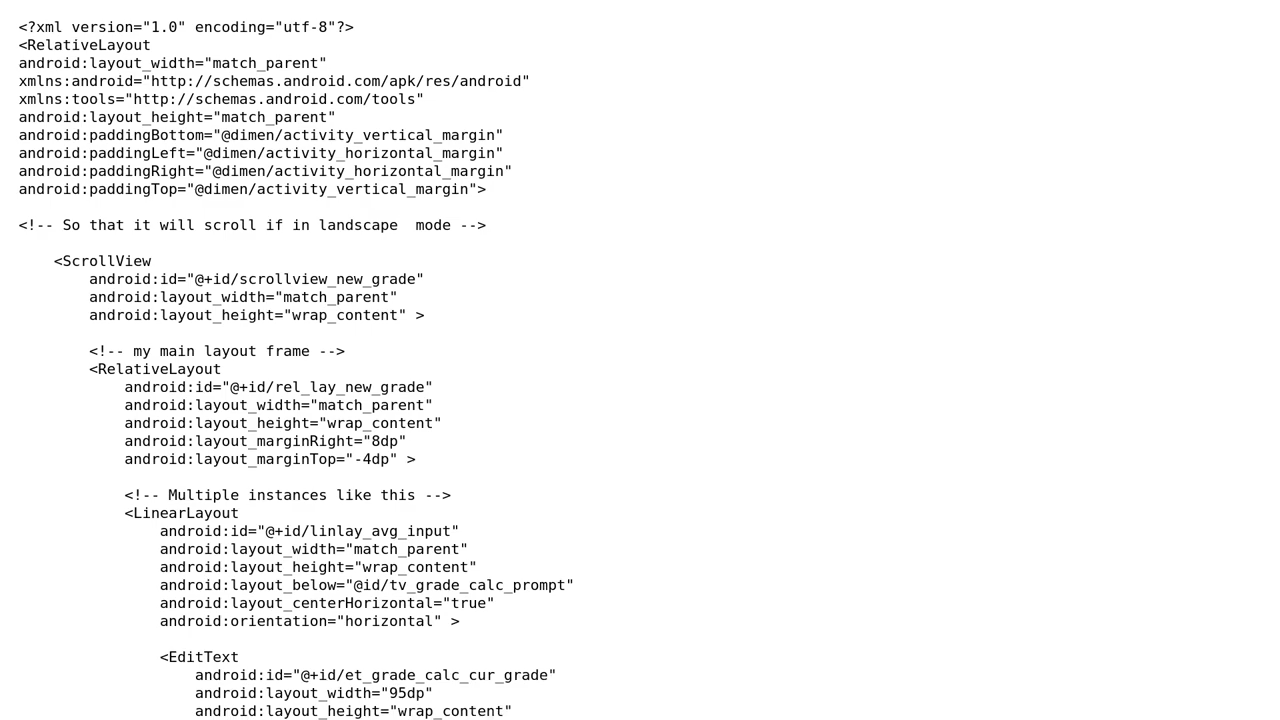 <?xml version="1.0" encoding="utf-8"?>
<RelativeLayout
android:layout_width="match_parent"
xmlns:android="http://schemas.android.com/apk/res/android"
xmlns:tools="http://schemas.android.com/tools"
android:layout_height="match_parent"
android:paddingBottom="@dimen/activity_vertical_margin"
android:paddingLeft="@dimen/activity_horizontal_margin"
android:paddingRight="@dimen/activity_horizontal_margin"
android:paddingTop="@dimen/activity_vertical_margin">

<!-- So that it will scroll if in landscape  mode -->

    <ScrollView
        android:id="@+id/scrollview_new_grade"
        android:layout_width="match_parent"
        android:layout_height="wrap_content" >

        <!-- my main layout frame -->
        <RelativeLayout
            android:id="@+id/rel_lay_new_grade"
            android:layout_width="match_parent"
            android:layout_height="wrap_content"
            android:layout_marginRight="8dp"
            android:layout_marginTop="-4dp" >

            <!-- Multiple instances like this -->
            <LinearLayout
                android:id="@+id/linlay_avg_input"
                android:layout_width="match_parent"
                android:layout_height="wrap_content"
                android:layout_below="@id/tv_grade_calc_prompt"
                android:layout_centerHorizontal="true"
                android:orientation="horizontal" >

                <EditText
                    android:id="@+id/et_grade_calc_cur_grade"
                    android:layout_width="95dp"
                    android:layout_height="wrap_content"